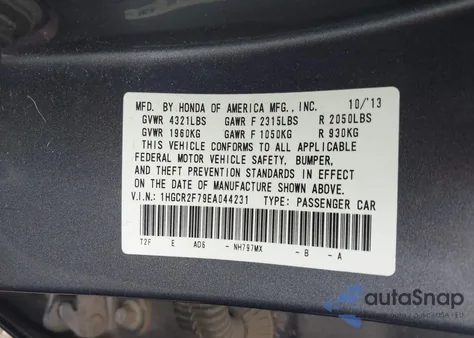 MFD. BY HONDA OF AMERICA MFG., INC. 10/'13
GVWR 4321LBS GAWR F 2315LBS R 2050LBS
GVWR 1960KG GAWR F 1050KG R 930KG
THIS VEHICLE CONFORMS TO ALL APPLICABLE
FEDERAL MOTOR VEHICLE SAFETY, BUMPER,
AND THEFT PREVENTION STANDARDS IN EFFECT
ON THE DATE OF MANUFACTURE SHOWN ABOVE.
V.I.N.: 1HGCR2F79EA044231 TYPE: PASSENGER CAR
T2F E AD6 - NH797MX - B - A
autaSnap